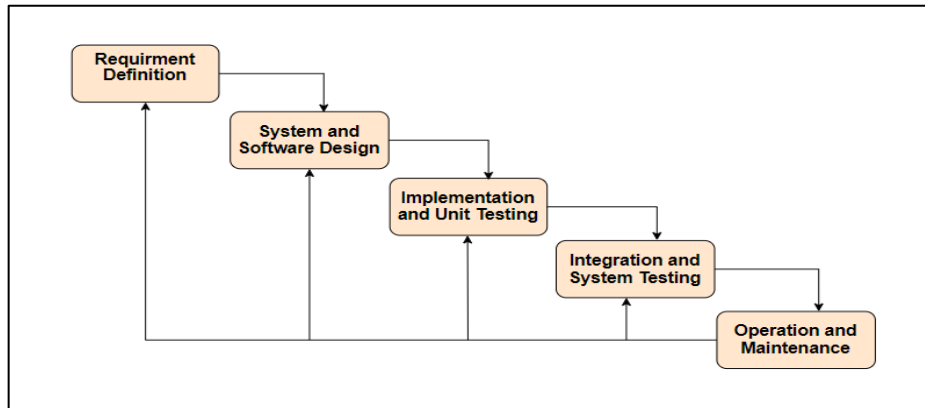 Requirment
Definition
System and
Software Design
Implementation
and Unit Testing
Integration and
System Testing
Operation and
Maintenance